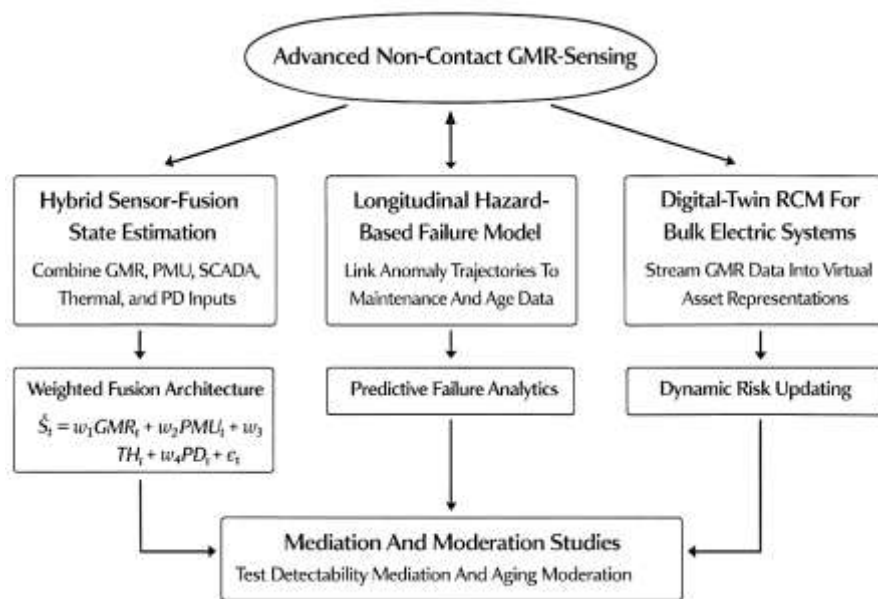 Advanced Non-Contact GMR-Sensing
Hybrid Sensor-Fusion
State Estimation
Combine GMR, PMU, SCADA,
Thermal, and PD Inputs
Longitudinal Hazard-
Based Failure Model
Link Anomaly Trajectories To
Maintenance And Age Data
Digital-Twin RCM For
Bulk Electric Systems
Stream GMR Data Into Virtual
Asset Representations
Weighted Fusion Architecture
Ŝₜ = w₁GMRₜ + w₂PMUₜ + w₃
THₜ + w₄PDₜ + ϵₜ
Predictive Failure Analytics
Dynamic Risk Updating
Mediation And Moderation Studies
Test Detectability Mediation And Aging Moderation